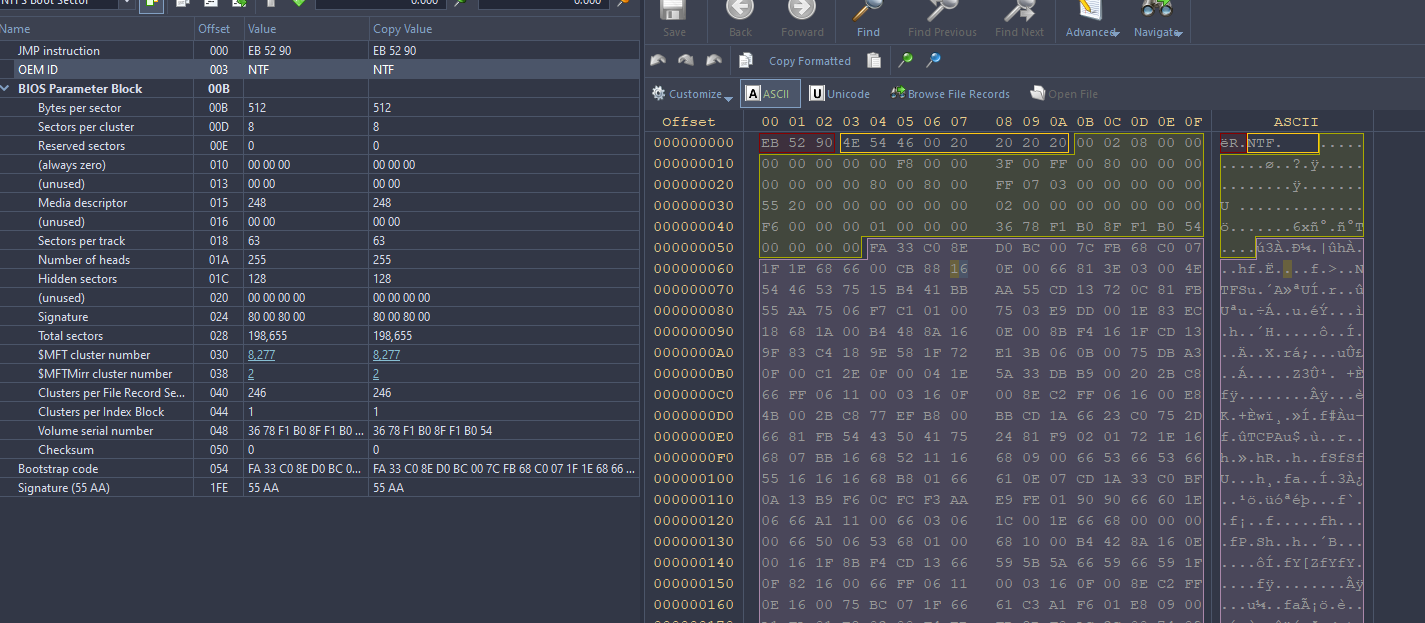 NTFS Boot Sector 0.000 0.000
Name Offset Value Copy Value
JMP instruction 000 EB 52 90 EB 52 90
OEM ID 003 NTF NTF
BIOS Parameter Block 00B
Bytes per sector 00B 512 512
Sectors per cluster 00D 8 8
Reserved sectors 00E 0 0
(always zero) 010 00 00 00 00 00 00
(unused) 013 00 00 00 00
Media descriptor 015 248 248
(unused) 016 00 00 00 00
Sectors per track 018 63 63
Number of heads 01A 255 255
Hidden sectors 01C 128 128
(unused) 020 00 00 00 00 00 00 00 00
Signature 024 80 00 80 00 80 00 80 00
Total sectors 028 198,655 198,655
$MFT cluster number 030 8,277 8,277
$MFTMirr cluster number 038 2 2
Clusters per File Record Se... 040 246 246
Clusters per Index Block 044 1 1
Volume serial number 048 36 78 F1 B0 8F F1 B0 ... 36 78 F1 B0 8F F1 B0 54
Checksum 050 0 0
Bootstrap code 054 FA 33 C0 8E D0 BC 0... FA 33 C0 8E D0 BC 00 7C FB 68 C0 07 1F 1E 68 66 ...
Signature (55 AA) 1FE 55 AA 55 AA
Save Back Forward Find Find Previous Find Next Advanced Navigate
Copy Formatted
Customize A ASCII U Unicode Browse File Records Open File
Offset 00 01 02 03 04 05 06 07 08 09 0A 0B 0C 0D 0E 0F ASCII
000000000 EB 52 90 4E 54 46 00 20 20 20 20 00 02 08 00 00 ëR.NTF. .....
000000010 00 00 00 00 00 F8 00 00 3F 00 FF 00 80 00 00 00 .....ø..?.ÿ.....
000000020 00 00 00 00 80 00 80 00 FF 07 03 00 00 00 00 00 ........ÿ.......
000000030 55 20 00 00 00 00 00 00 02 00 00 00 00 00 00 00 U ..............
000000040 F6 00 00 00 01 00 00 00 36 78 F1 B0 8F F1 B0 54 ö.......6xñ°.ñ°T
000000050 00 00 00 00 FA 33 C0 8E D0 BC 00 7C FB 68 C0 07 ....ú3À.Ð¼.|ûhÀ.
000000060 1F 1E 68 66 00 CB 88 16 0E 00 66 81 3E 03 00 4E ..hf.Ë....f.>..N
000000070 54 46 53 75 15 B4 41 BB AA 55 CD 13 72 0C 81 FB TFSu.´A»ªUÍ.r..û
000000080 55 AA 75 06 F7 C1 01 00 75 03 E9 DD 00 1E 83 EC Uªu.÷Á..u.éÝ...ì
000000090 18 68 1A 00 B4 48 8A 16 0E 00 8B F4 16 1F CD 13 .h..´H.....ô..Í.
0000000A0 9F 83 C4 18 9E 58 1F 72 E1 3B 06 0B 00 75 DB A3 ..Ä..X.rá;...uÛ£
0000000B0 0F 00 C1 2E 0F 00 04 1E 5A 33 DB B9 00 20 2B C8 ..Á.....Z3Û¹. +È
0000000C0 66 FF 06 11 00 03 16 0F 00 8E C2 FF 06 16 00 E8 fÿ........Âÿ...è
0000000D0 4B 00 2B C8 77 EF B8 00 BB CD 1A 66 23 C0 75 2D K.+Èwï¸.»Í.f#Àu-
0000000E0 66 81 FB 54 43 50 41 75 24 81 F9 02 01 72 1E 16 f.ûTCPAu$.ù..r..
0000000F0 68 07 BB 16 68 52 11 16 68 09 00 66 53 66 53 66 h.».hR..h..fSfSf
000000100 55 16 16 16 68 B8 01 66 61 0E 07 CD 1A 33 C0 BF U...h¸.fa..Í.3À¿
000000110 0A 13 B9 F6 0C FC F3 AA E9 FE 01 90 90 66 60 1E ..¹ö.üóªéþ...f`.
000000120 06 66 A1 11 00 66 03 06 1C 00 1E 66 68 00 00 00 .f¡..f.....fh...
000000130 00 66 50 06 53 68 01 00 68 10 00 B4 42 8A 16 0E .fP.Sh..h..´B...
000000140 00 16 1F 8B F4 CD 13 66 59 5B 5A 66 59 66 59 1F ....ôÍ.fY[ZfYfY.
000000150 0F 82 16 00 66 FF 06 11 00 03 16 0F 00 8E C2 FF ....fÿ........Âÿ
000000160 0E 16 00 75 BC 07 1F 66 61 C3 A1 F6 01 E8 09 00 ...u¼..faÃ¡ö.è..